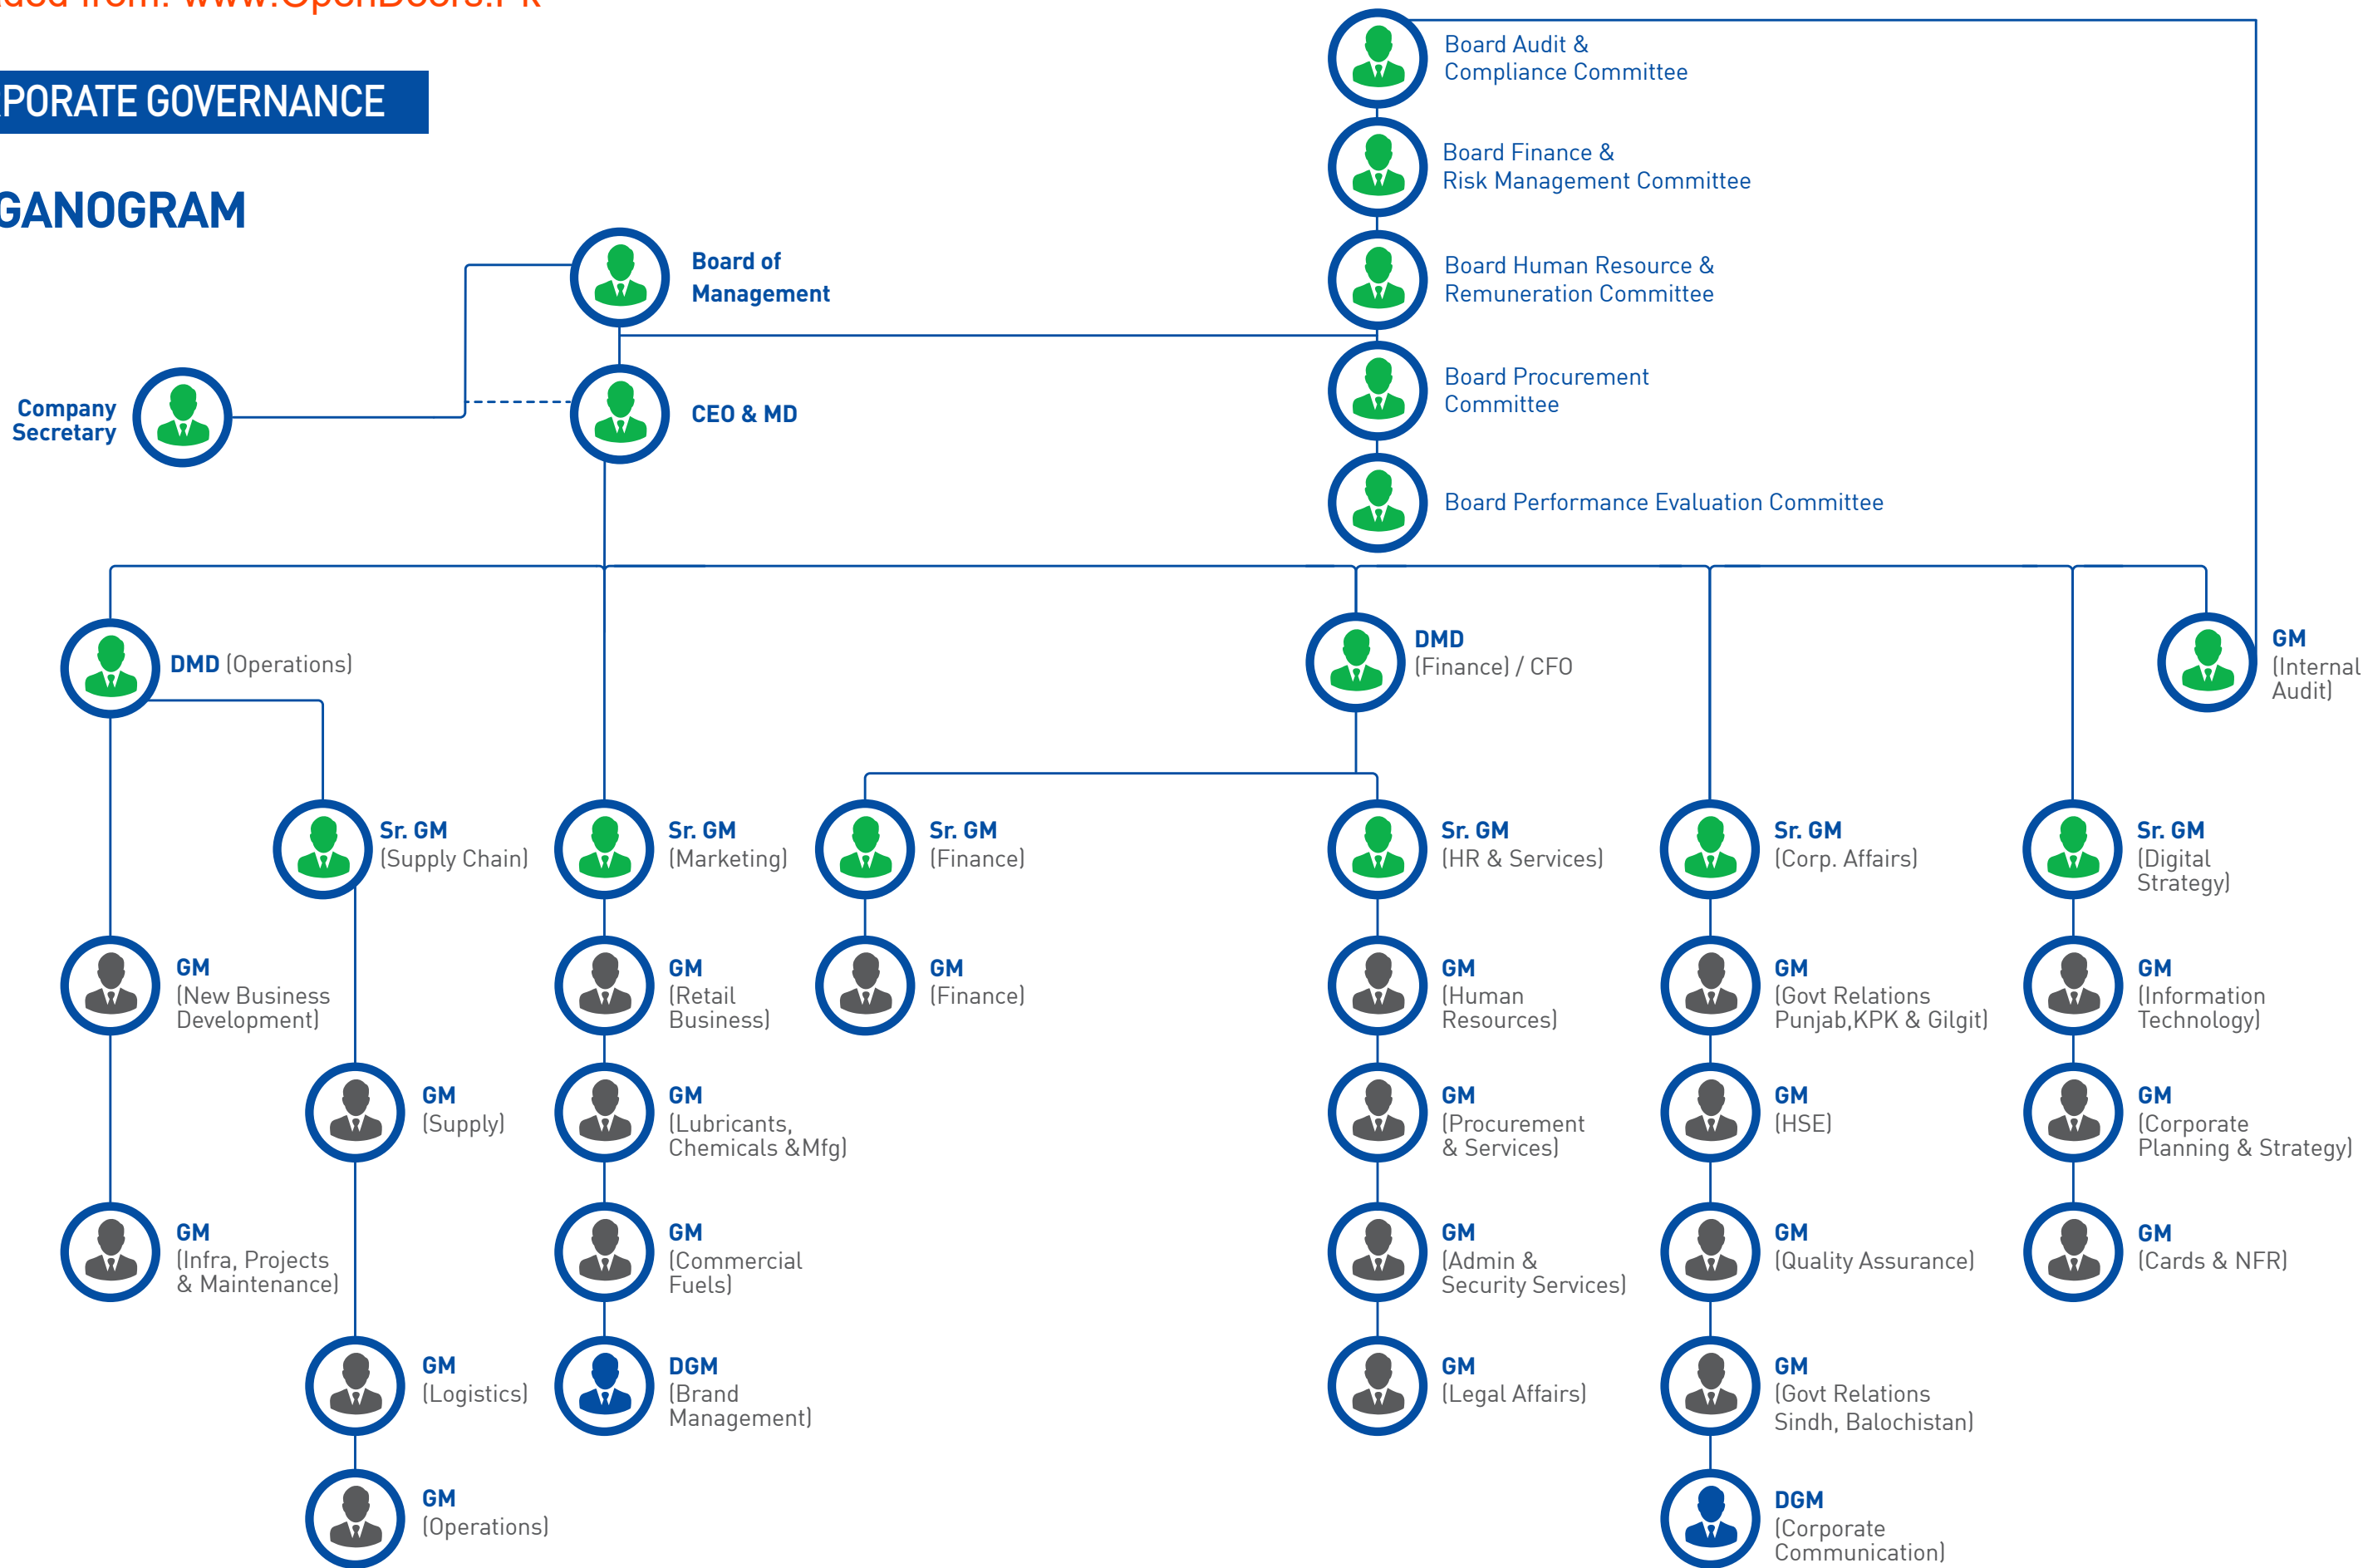 www.OpenDoors.Pk
PORATE GOVERNANCE
GANOGRAM
Board Audit &
Compliance Committee
Board Finance &
Risk Management Committee
Board Human Resource &
Remuneration Committee
Board Procurement
Committee
Board Performance Evaluation Committee
Board of
Management
CEO & MD
Company
Secretary
DMD (Operations)
DMD
(Finance) / CFO
GM
(Internal
Audit)
Sr. GM
(Supply Chain)
Sr. GM
(Marketing)
Sr. GM
(Finance)
Sr. GM
(HR & Services)
Sr. GM
(Corp. Affairs)
Sr. GM
(Digital
Strategy)
GM
(New Business
Development)
GM
(Retail
Business)
GM
(Finance)
GM
(Human
Resources)
GM
(Govt Relations
Punjab,KPK & Gilgit)
GM
(Information
Technology)
GM
(Supply)
GM
(Lubricants,
Chemicals &Mfg)
GM
(Procurement
& Services)
GM
(HSE)
GM
(Corporate
Planning & Strategy)
GM
(Infra, Projects
& Maintenance)
GM
(Commercial
Fuels)
GM
(Admin &
Security Services)
GM
(Quality Assurance)
GM
(Cards & NFR)
GM
(Logistics)
DGM
(Brand
Management)
GM
(Legal Affairs)
GM
(Govt Relations
Sindh, Balochistan)
GM
(Operations)
DGM
(Corporate
Communication)